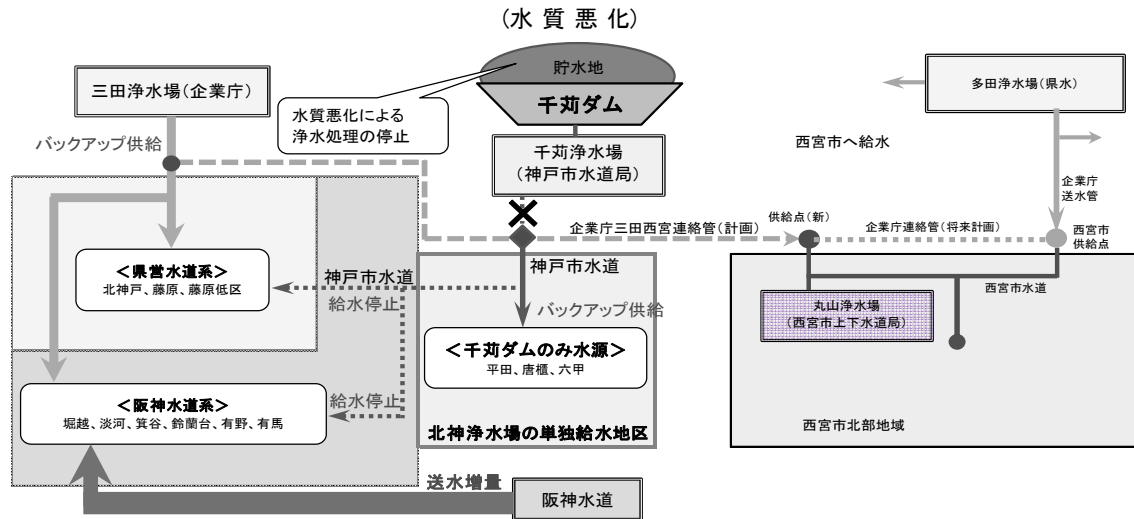 (水 質 悪 化)
三田浄水場(企業庁)
貯水地
千苅ダム
水質悪化による
浄水処理の停止
多田浄水場(県水)
バックアップ供給
千苅浄水場
(神戸市水道局)
西宮市へ給水
企業庁
送水管
供給点(新)
企業庁三田西宮連絡管(計画)
企業庁連絡管(将来計画)
西宮市
供給点
<県営水道系>
北神戸、藤原、藤原低区
神戸市水道
給水停止
神戸市水道
バックアップ供給
西宮市水道
丸山浄水場
(西宮市上下水道局)
<千苅ダムのみ水源>
平田、唐櫃、六甲
<阪神水道系>
堀越、淡河、箕谷、鈴蘭台、有野、有馬
給水停止
北神浄水場の単独給水地区
西宮市北部地域
送水増量
阪神水道